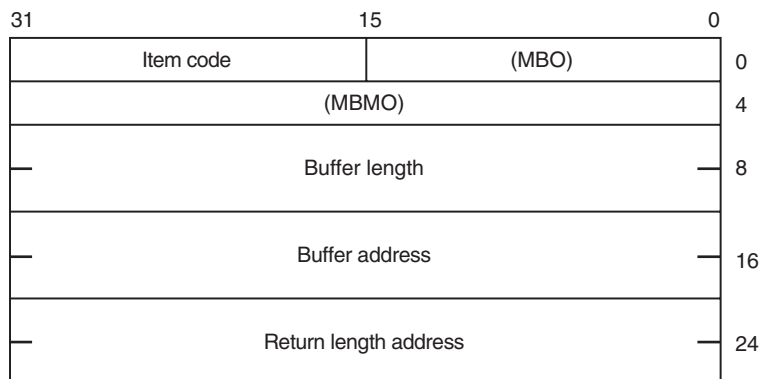 31 15 0
Item code (MBO) 0
(MBMO) 4
Buffer length 8
Buffer address 16
Return length address 24